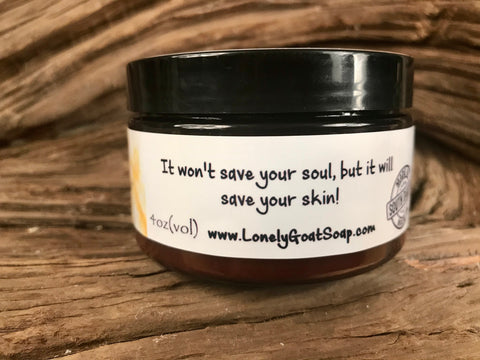 It won't save your soul, but it will
save your skin!
4oz(vol)
www.LonelyGoatSoap.com